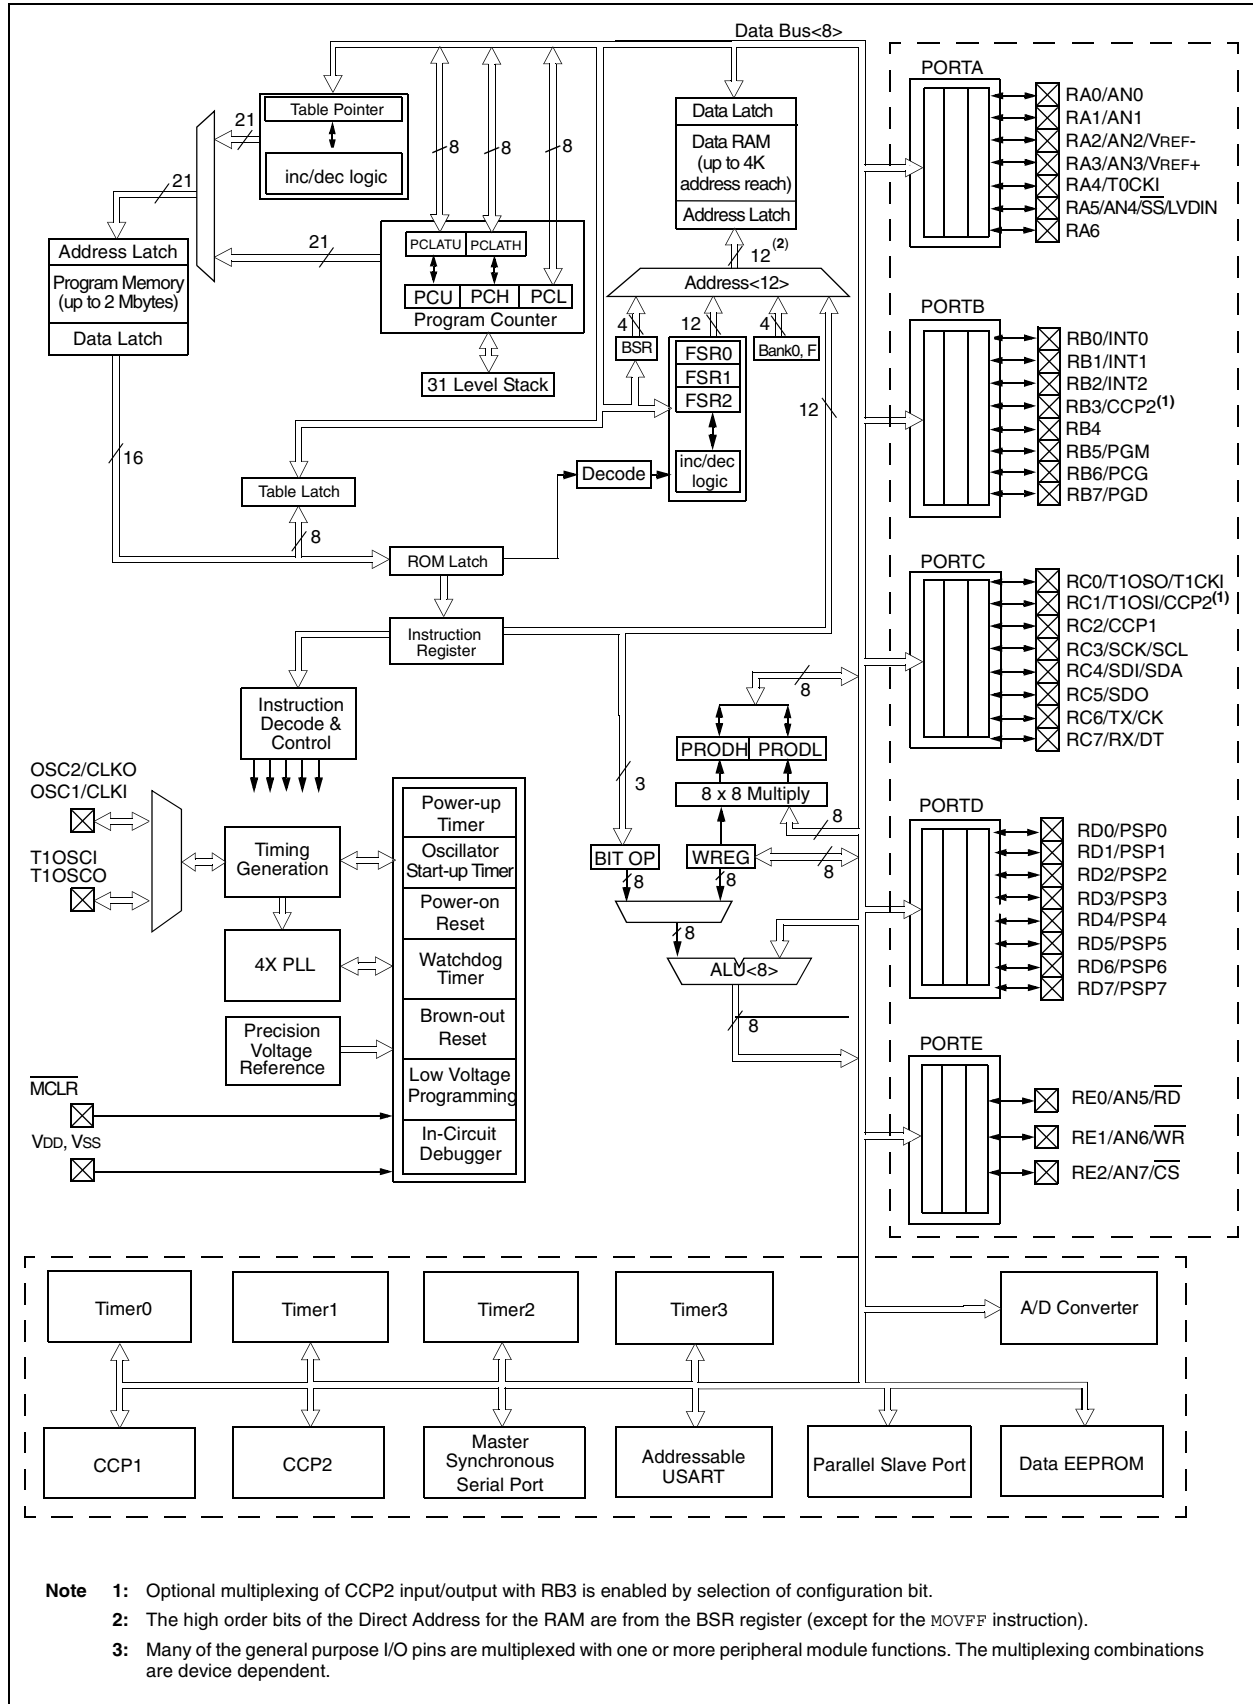 Data Bus<8>
Table Pointer
inc/dec logic
21
21
21
8
8
8
Address Latch
Program Memory
(up to 2 Mbytes)
Data Latch
16
PCLATU
PCLATH
PCU
PCH
PCL
Program Counter
31 Level Stack
Data Latch
Data RAM
(up to 4K
address reach)
Address Latch
12(2)
Address<12>
4
12
4
BSR
FSR0
FSR1
FSR2
inc/dec
logic
Bank0, F
12
Decode
Table Latch
8
ROM Latch
Instruction
Register
Instruction
Decode &
Control
OSC2/CLKO
OSC1/CLKI
T1OSCI
T1OSCO
Timing
Generation
4X PLL
Precision
Voltage
Reference
MCLR
VDD, VSS
Power-up
Timer
Oscillator
Start-up Timer
Power-on
Reset
Watchdog
Timer
Brown-out
Reset
Low Voltage
Programming
In-Circuit
Debugger
3
8
PRODH
PRODL
8 x 8 Multiply
8
BIT OP
WREG
8
8
8
8
ALU<8>
8
PORTA
RA0/AN0
RA1/AN1
RA2/AN2/VREF-
RA3/AN3/VREF+
RA4/T0CKI
RA5/AN4/SS/LVDIN
RA6
PORTB
RB0/INT0
RB1/INT1
RB2/INT2
RB3/CCP2(1)
RB4
RB5/PGM
RB6/PCG
RB7/PGD
PORTC
RC0/T1OSO/T1CKI
RC1/T1OSI/CCP2(1)
RC2/CCP1
RC3/SCK/SCL
RC4/SDI/SDA
RC5/SDO
RC6/TX/CK
RC7/RX/DT
PORTD
RD0/PSP0
RD1/PSP1
RD2/PSP2
RD3/PSP3
RD4/PSP4
RD5/PSP5
RD6/PSP6
RD7/PSP7
PORTE
RE0/AN5/RD
RE1/AN6/WR
RE2/AN7/CS
Timer0
Timer1
Timer2
Timer3
A/D Converter
CCP1
CCP2
Master
Synchronous
Serial Port
Addressable
USART
Parallel Slave Port
Data EEPROM
Note 1: Optional multiplexing of CCP2 input/output with RB3 is enabled by selection of configuration bit.
2: The high order bits of the Direct Address for the RAM are from the BSR register (except for the MOVFF instruction).
3: Many of the general purpose I/O pins are multiplexed with one or more peripheral module functions. The multiplexing combinations
are device dependent.